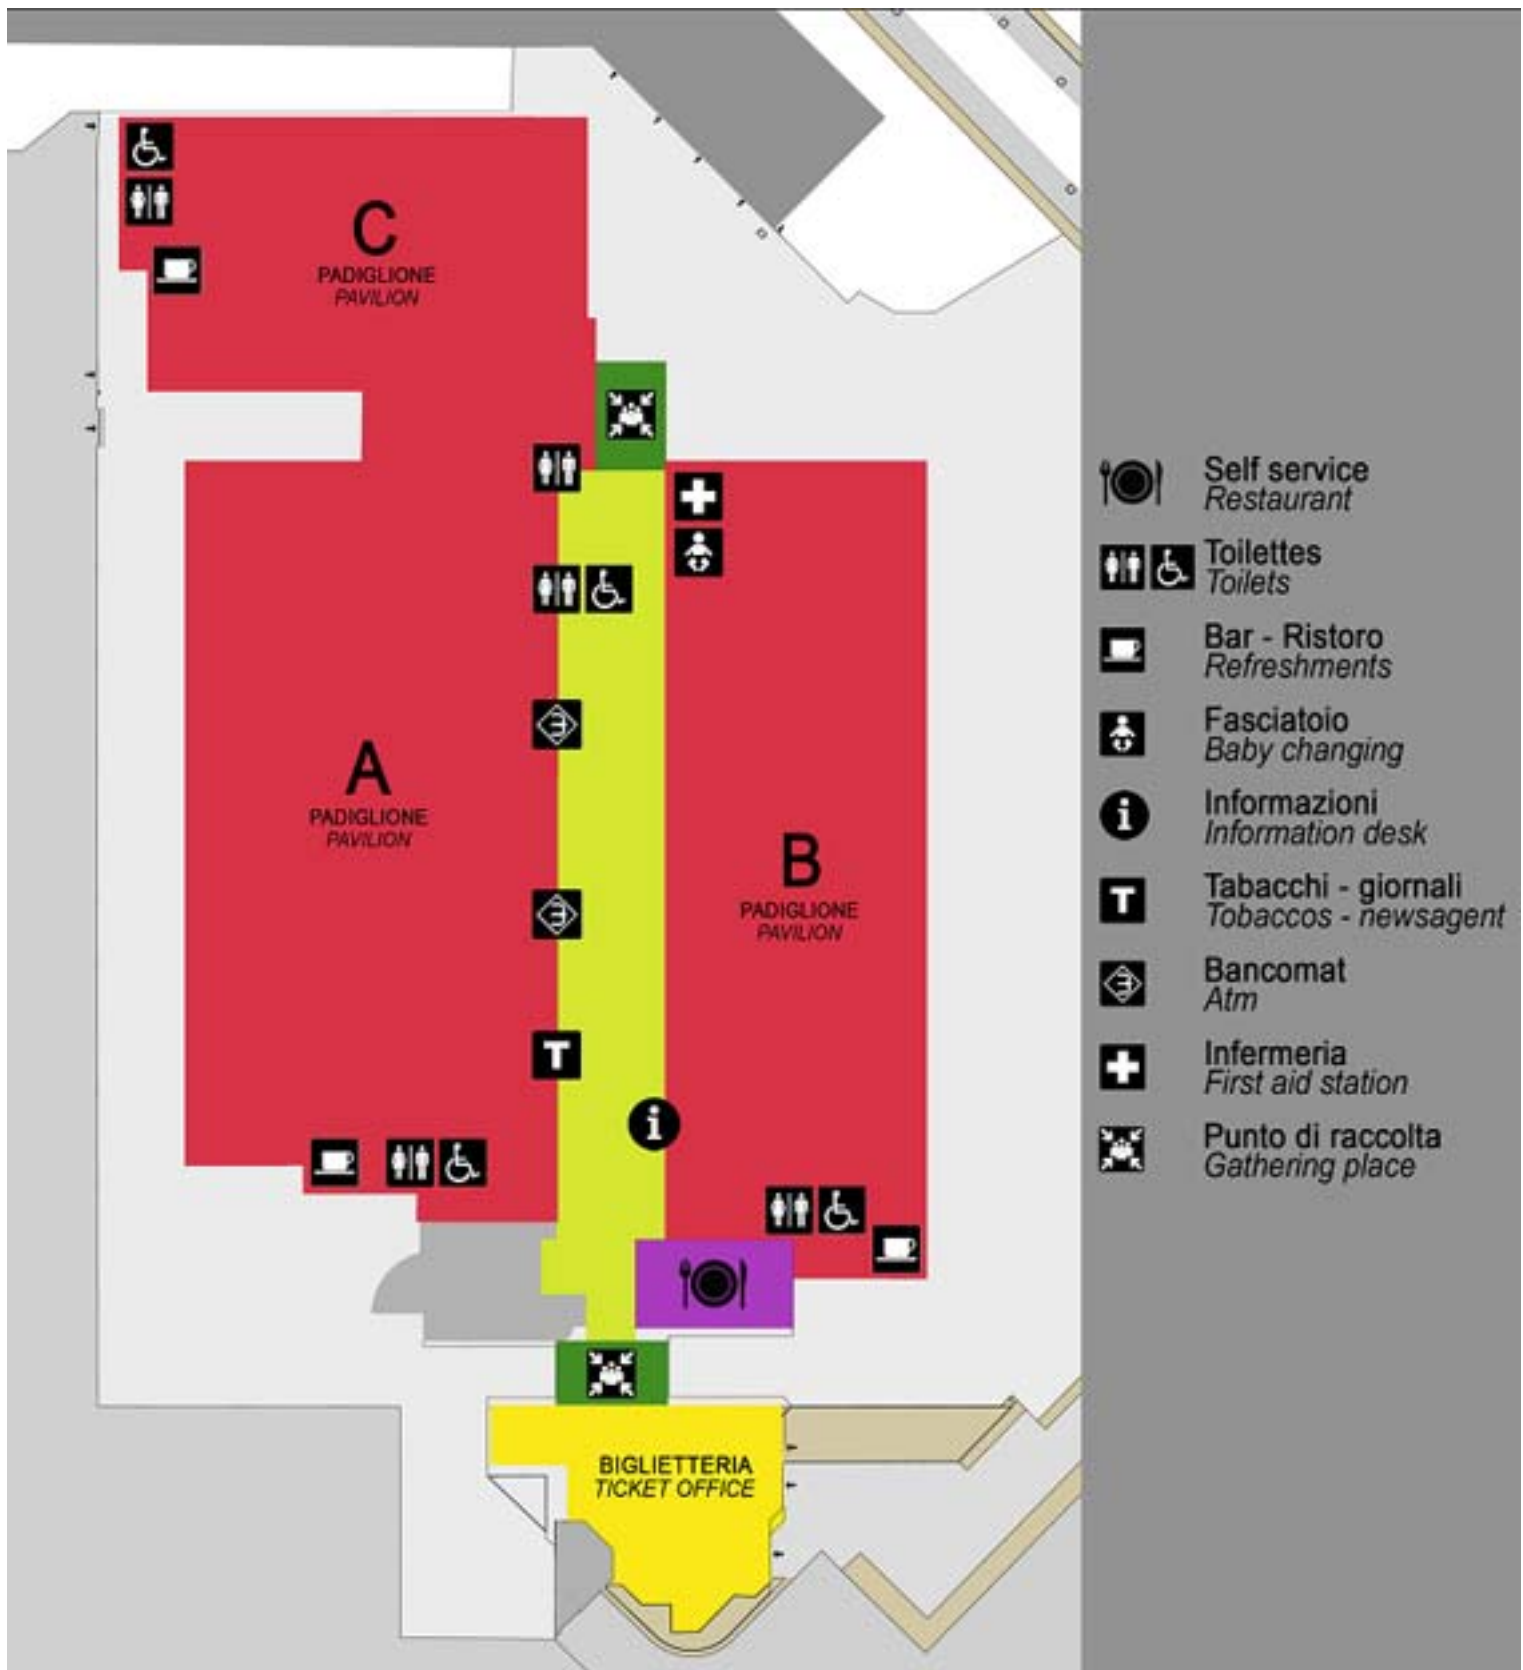 C
PADIGLIONE
PAVILION
A
PADIGLIONE
PAVILION
B
PADIGLIONE
PAVILION
T
i
BIGLIETTERIA
TICKET OFFICE
Self service
Restaurant
Toilettes
Toilets
Bar - Ristoro
Refreshments
Fasciatoio
Baby changing
i
Informazioni
Information desk
T
Tabacchi - giornali
Tobaccos - newsagent
Bancomat
Atm
Infermeria
First aid station
Punto di raccolta
Gathering place